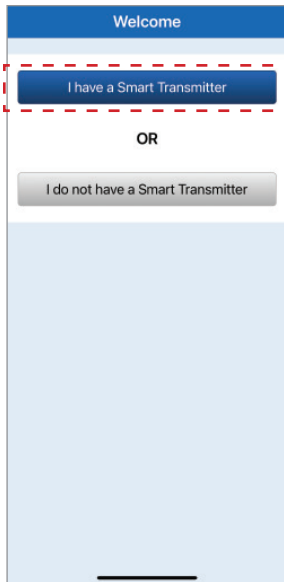 Welcome
I have a Smart Transmitter
OR
I do not have a Smart Transmitter